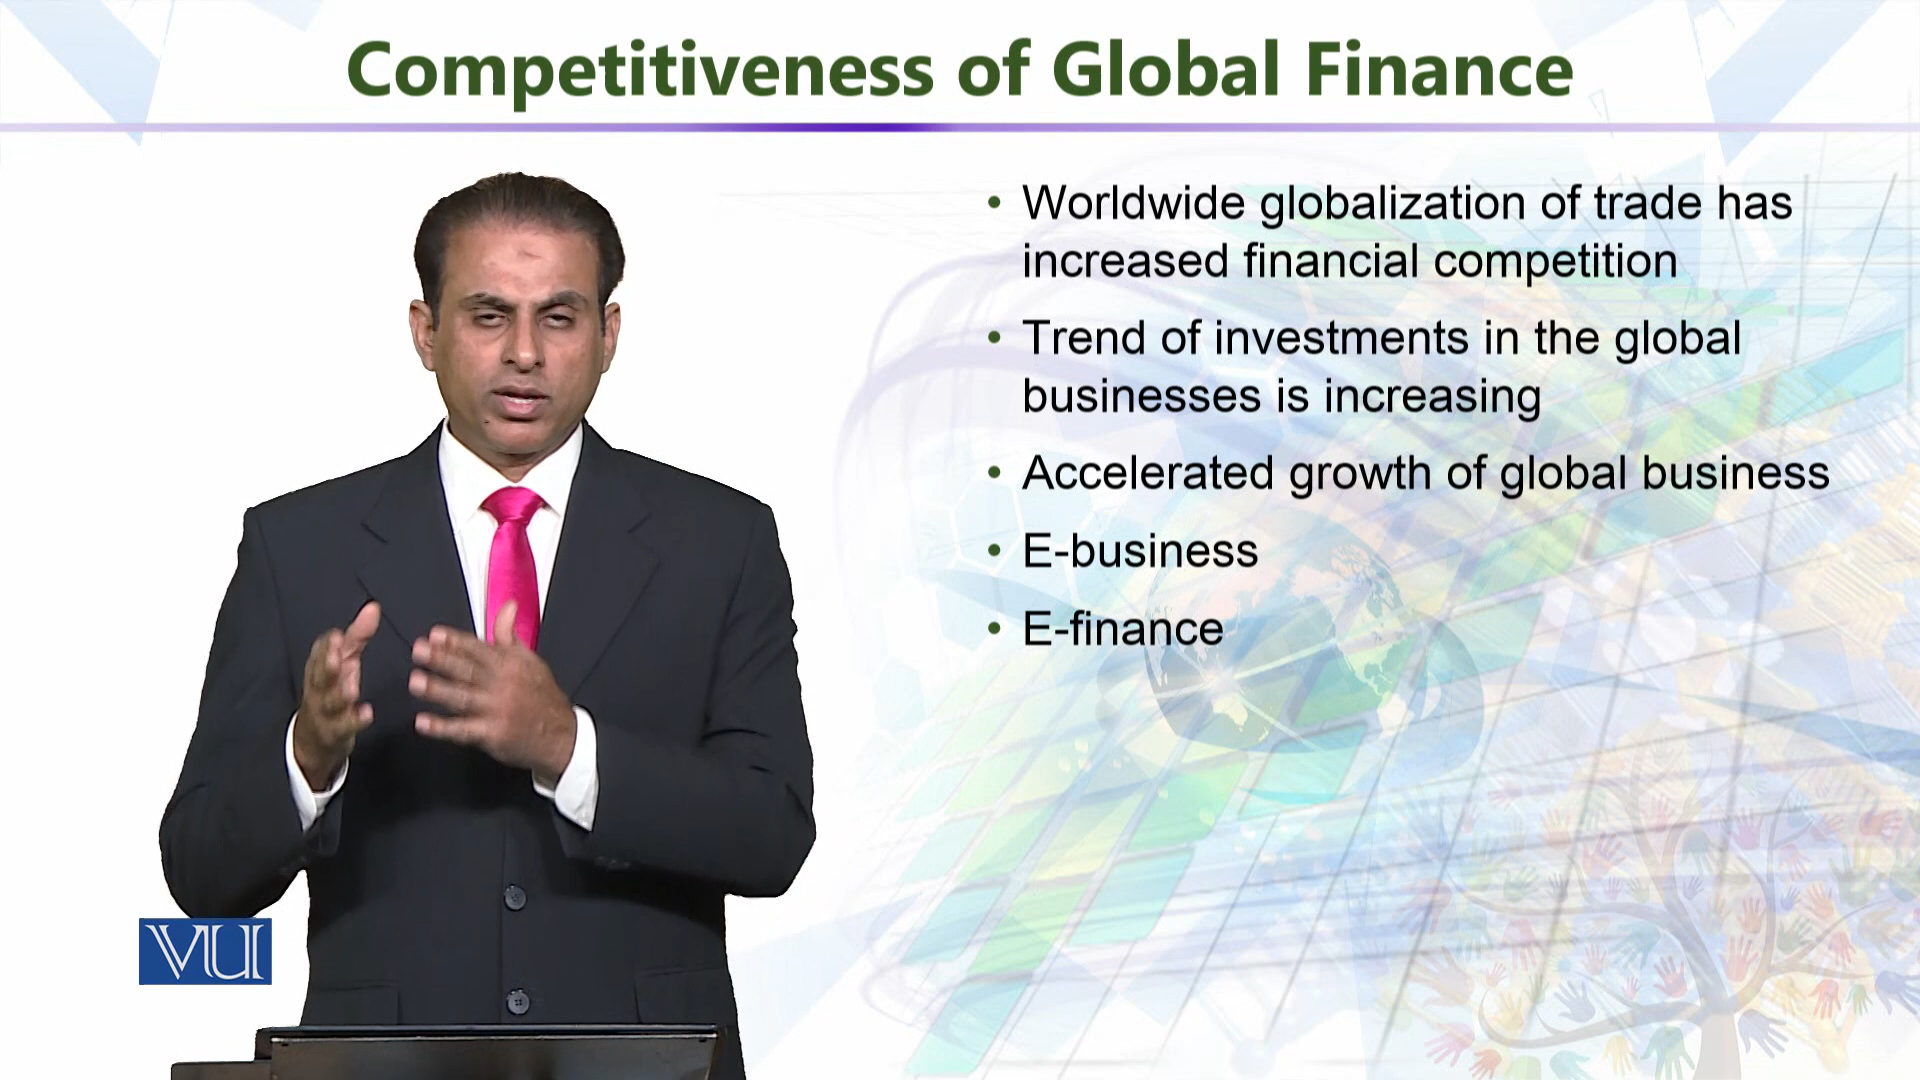 Competitiveness of Global Finance
• Worldwide globalization of trade has
increased financial competition
• Trend of investments in the global
businesses is increasing
• Accelerated growth of global business
• E-business
• E-finance
VU